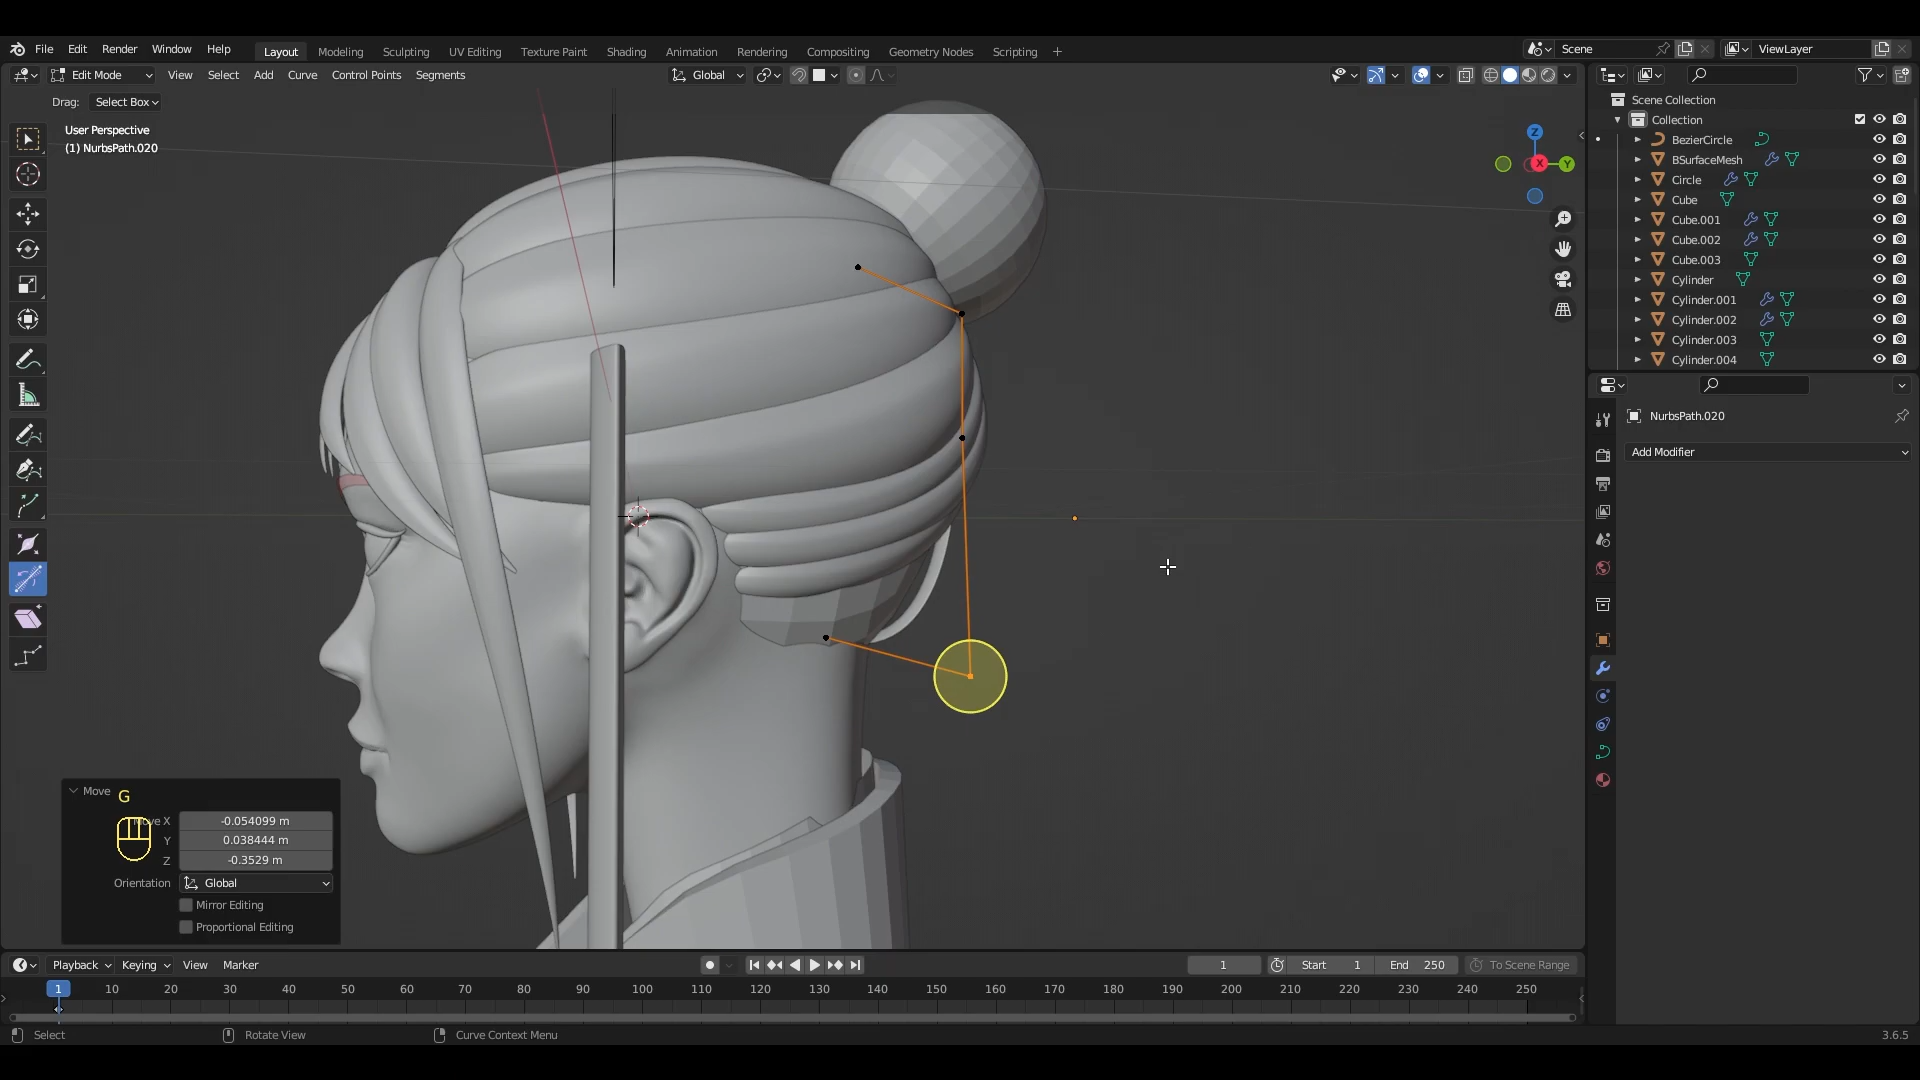 File Edit Render Window Help Layout Modeling Sculpting UV Editing Texture Paint Shading Animation Rendering Compositing Geometry Nodes Scripting + Scene ViewLayer
Edit Mode View Select Add Curve Control Points Segments Global
Drag: Select Box
User Perspective
(1) NurbsPath.020
Z
X Y
Scene Collection
Collection
BezierCircle
BSurfaceMesh
Circle
Cube
Cube.001
Cube.002
Cube.003
Cylinder
Cylinder.001
Cylinder.002
Cylinder.003
Cylinder.004
NurbsPath.020
Add Modifier
Move G
X -0.054099 m
Y 0.038444 m
Z -0.3529 m
Orientation Global
Mirror Editing
Proportional Editing
Playback Keying View Marker 1 Start 1 End 250 To Scene Range
1 10 20 30 40 50 60 70 80 90 100 110 120 130 140 150 160 170 180 190 200 210 220 230 240 250
Select Rotate View Curve Context Menu 3.6.5